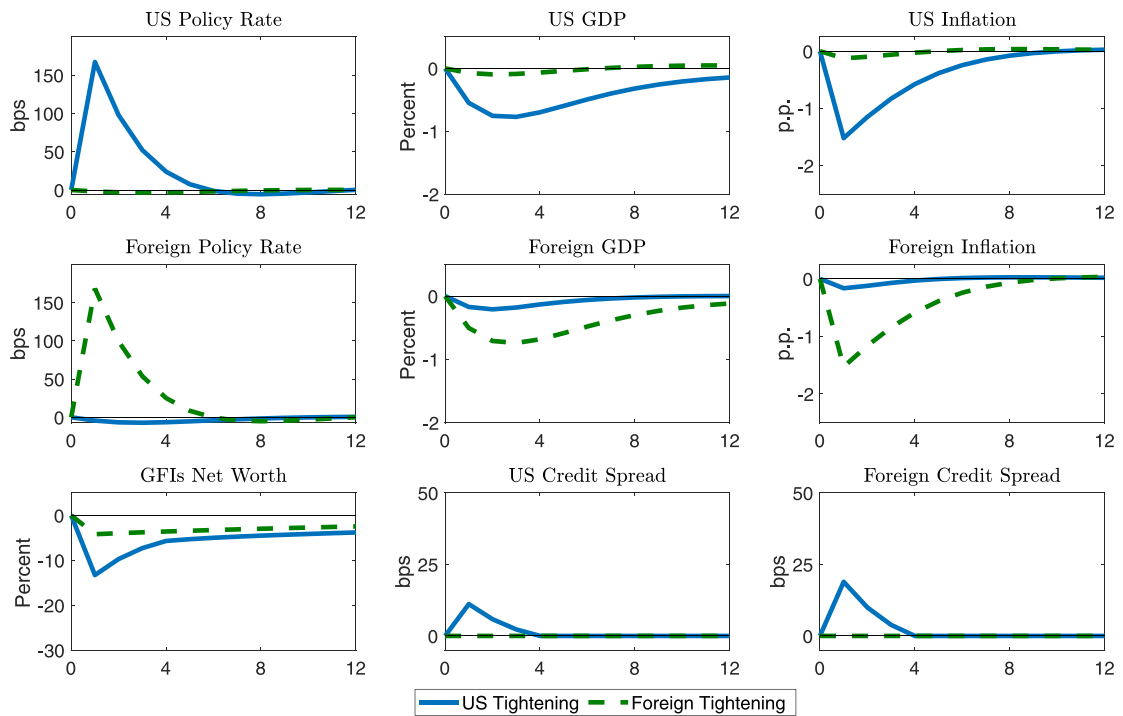 US Policy Rate US GDP US Inflation
150
100
50
0
bps
0 4 8 12
0
-1
-2
Percent
0 4 8 12
0
-1
-2
p.p.
0 4 8 12
Foreign Policy Rate Foreign GDP Foreign Inflation
150
100
50
0
bps
0 4 8 12
0
-1
-2
Percent
0 4 8 12
0
-1
-2
p.p.
0 4 8 12
GFIs Net Worth US Credit Spread Foreign Credit Spread
0
-10
-20
-30
Percent
0 4 8 12
50
25
0
bps
0 4 8 12
50
25
0
bps
0 4 8 12
US Tightening Foreign Tightening